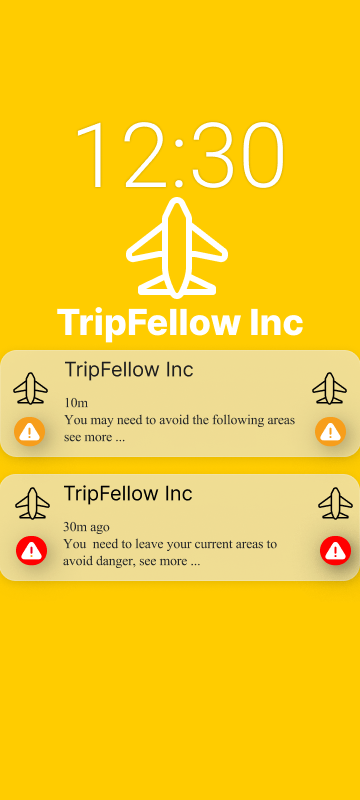 12:30
TripFellow Inc
TripFellow Inc
10m
You may need to avoid the following areas
see more ...
TripFellow Inc
30m ago
You  need to leave your current areas to
avoid danger, see more ...